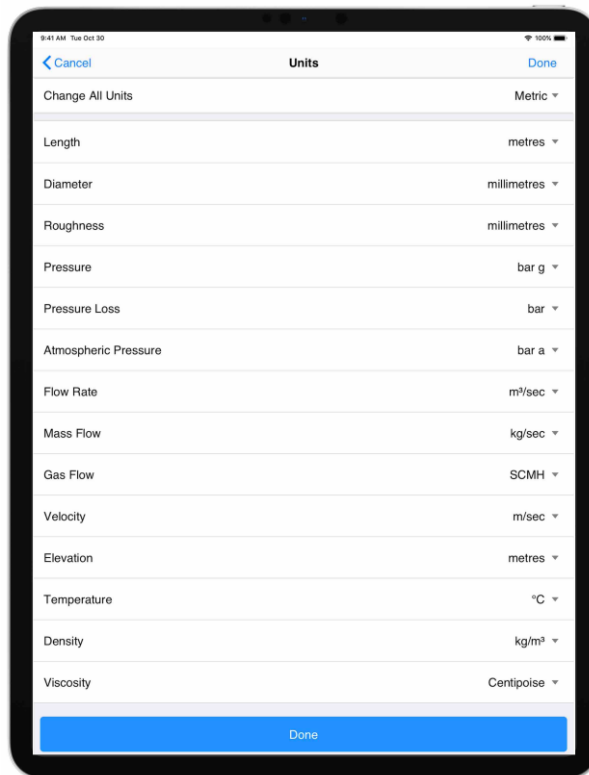 9:41 AM Tue Oct 30 100%
Cancel Units Done
Change All Units Metric
Length metres
Diameter millimetres
Roughness millimetres
Pressure bar g
Pressure Loss bar
Atmospheric Pressure bar a
Flow Rate m³/sec
Mass Flow kg/sec
Gas Flow SCMH
Velocity m/sec
Elevation metres
Temperature °C
Density kg/m³
Viscosity Centipoise
Done